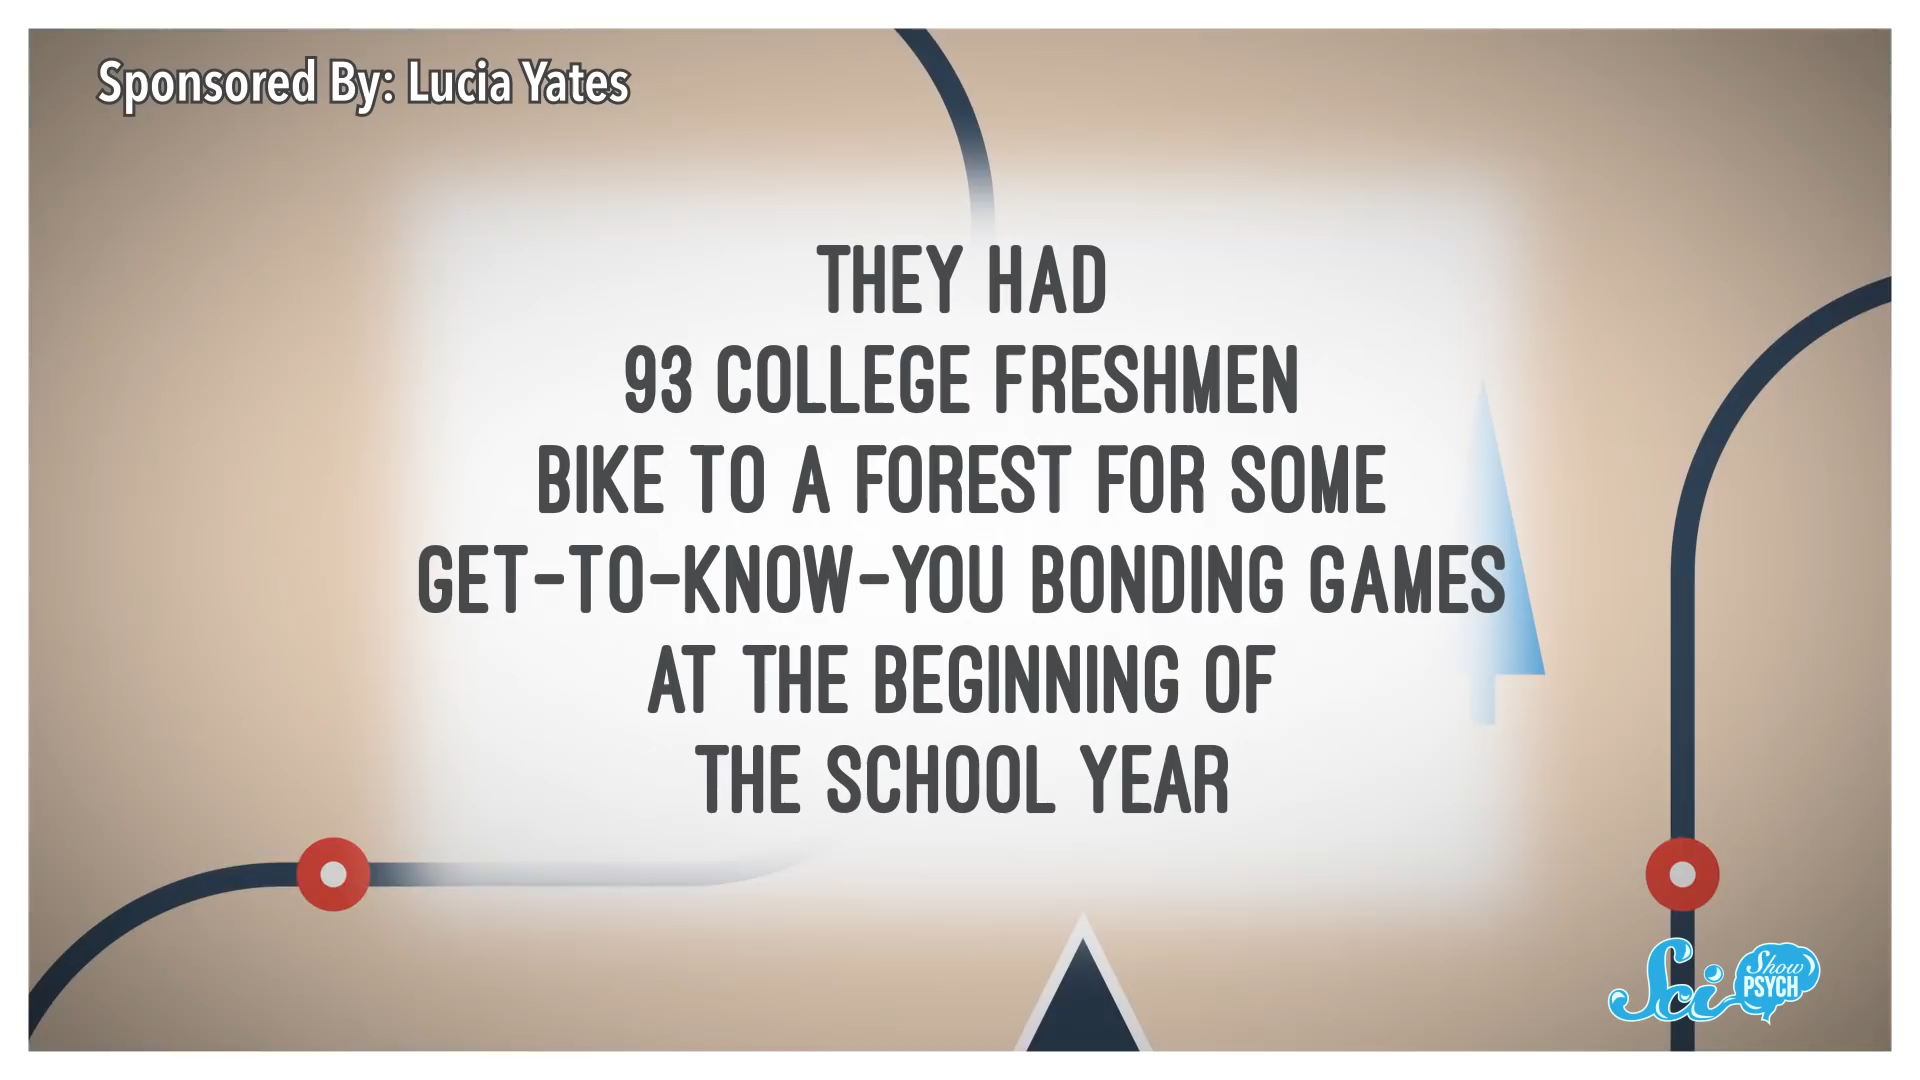 Sponsored By: Lucia Yates
THEY HAD
93 COLLEGE FRESHMEN
BIKE TO A FOREST FOR SOME
GET-TO-KNOW-YOU BONDING GAMES
AT THE BEGINNING OF
THE SCHOOL YEAR
Sci Show
PSYCH